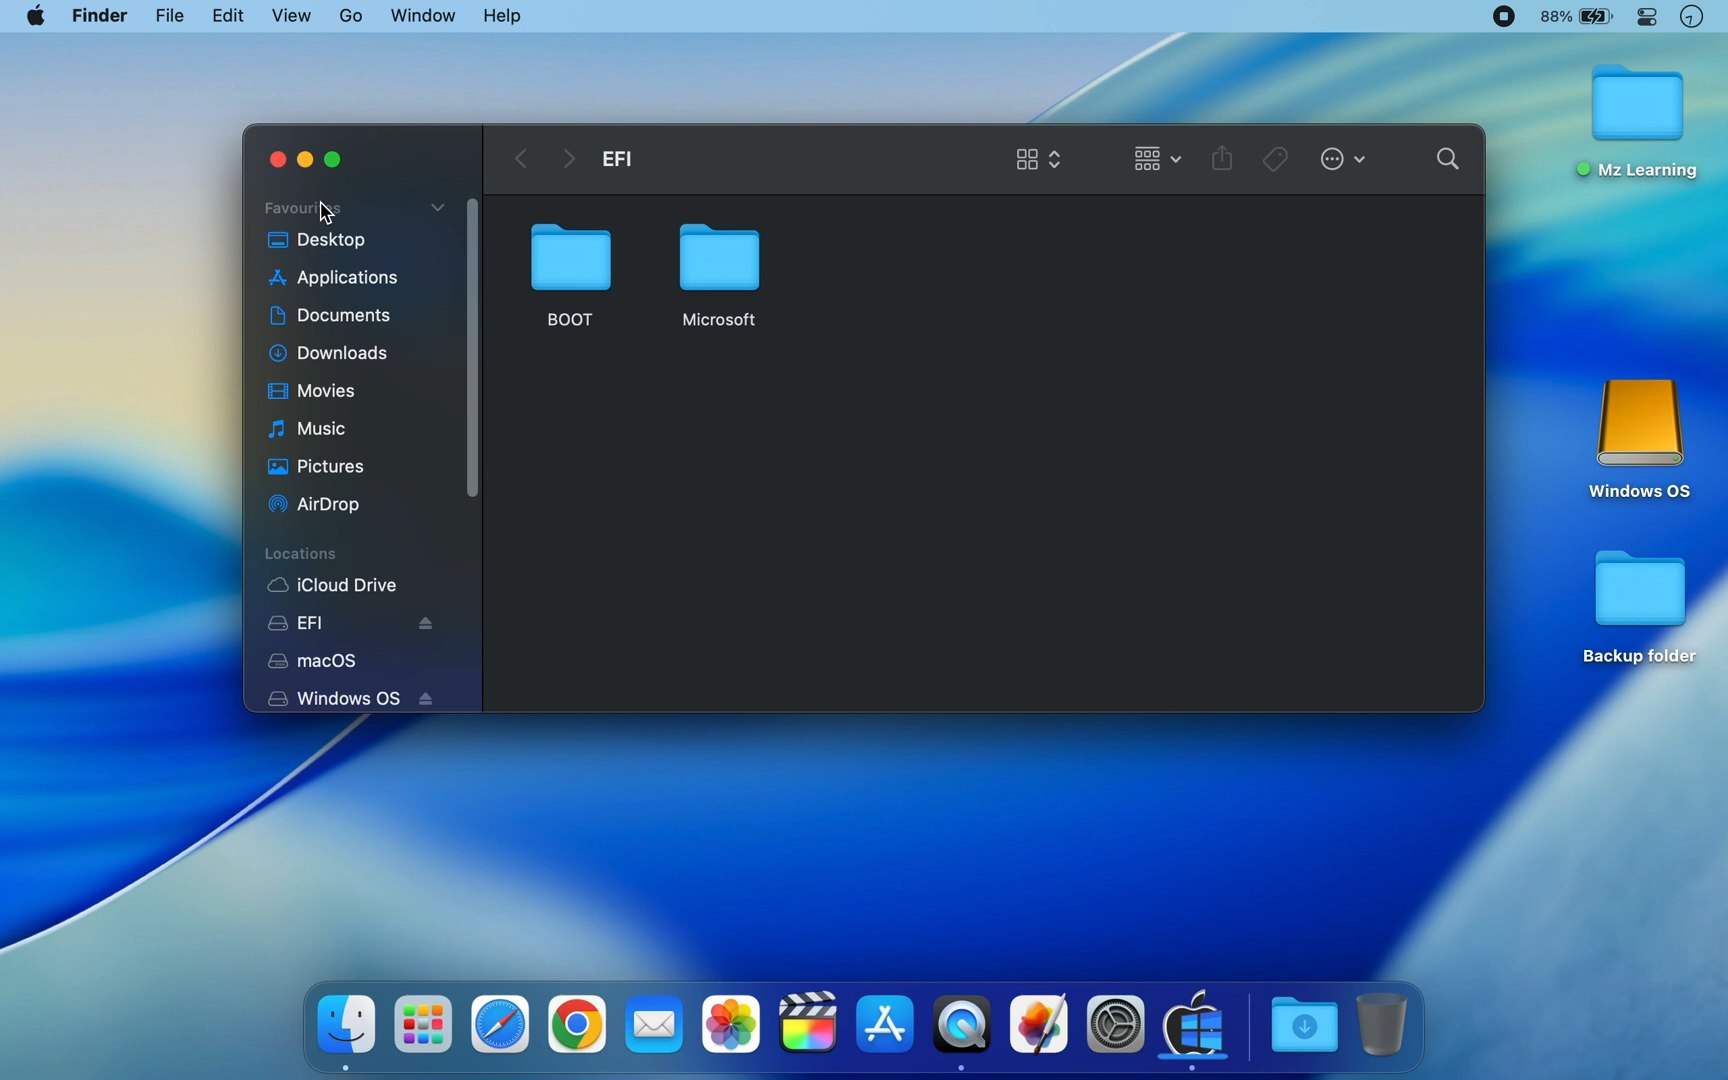 Finder File Edit View Go Window Help 88%
Mz Learning
EFI
Favourites
Desktop
Applications
Documents
Downloads
Movies
Music
Pictures
AirDrop
Locations
iCloud Drive
EFI
macOS
Windows OS
BOOT Microsoft
Windows OS
Backup folder